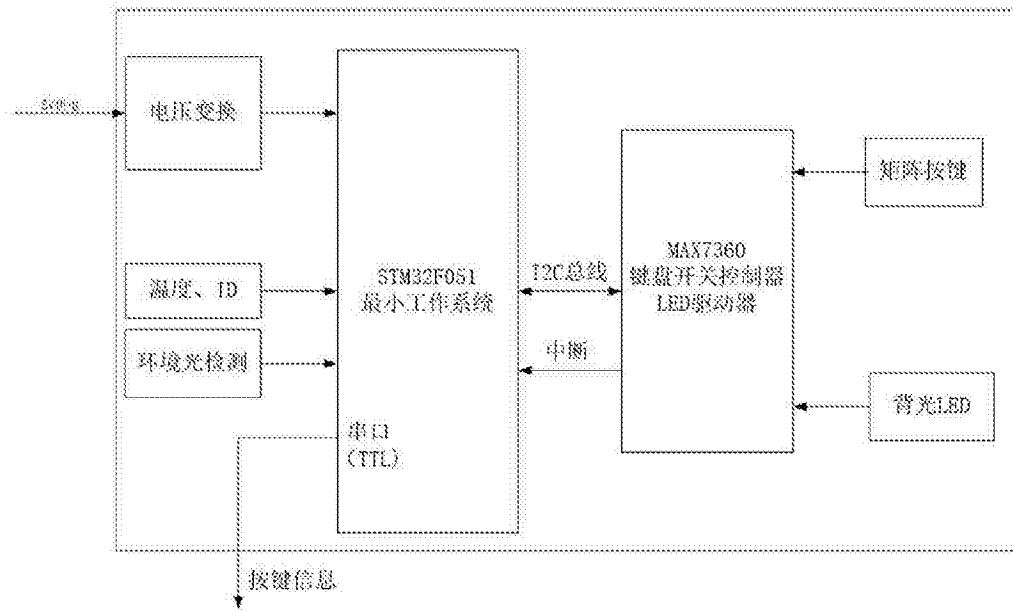 电压变换
温度、ID
环境光检测
STM32F051
最小工作系统
串口
(TTL)
I2C总线
中断
MAX7360
键盘开关控制器
LED驱动器
矩阵按键
背光LED
按键信息